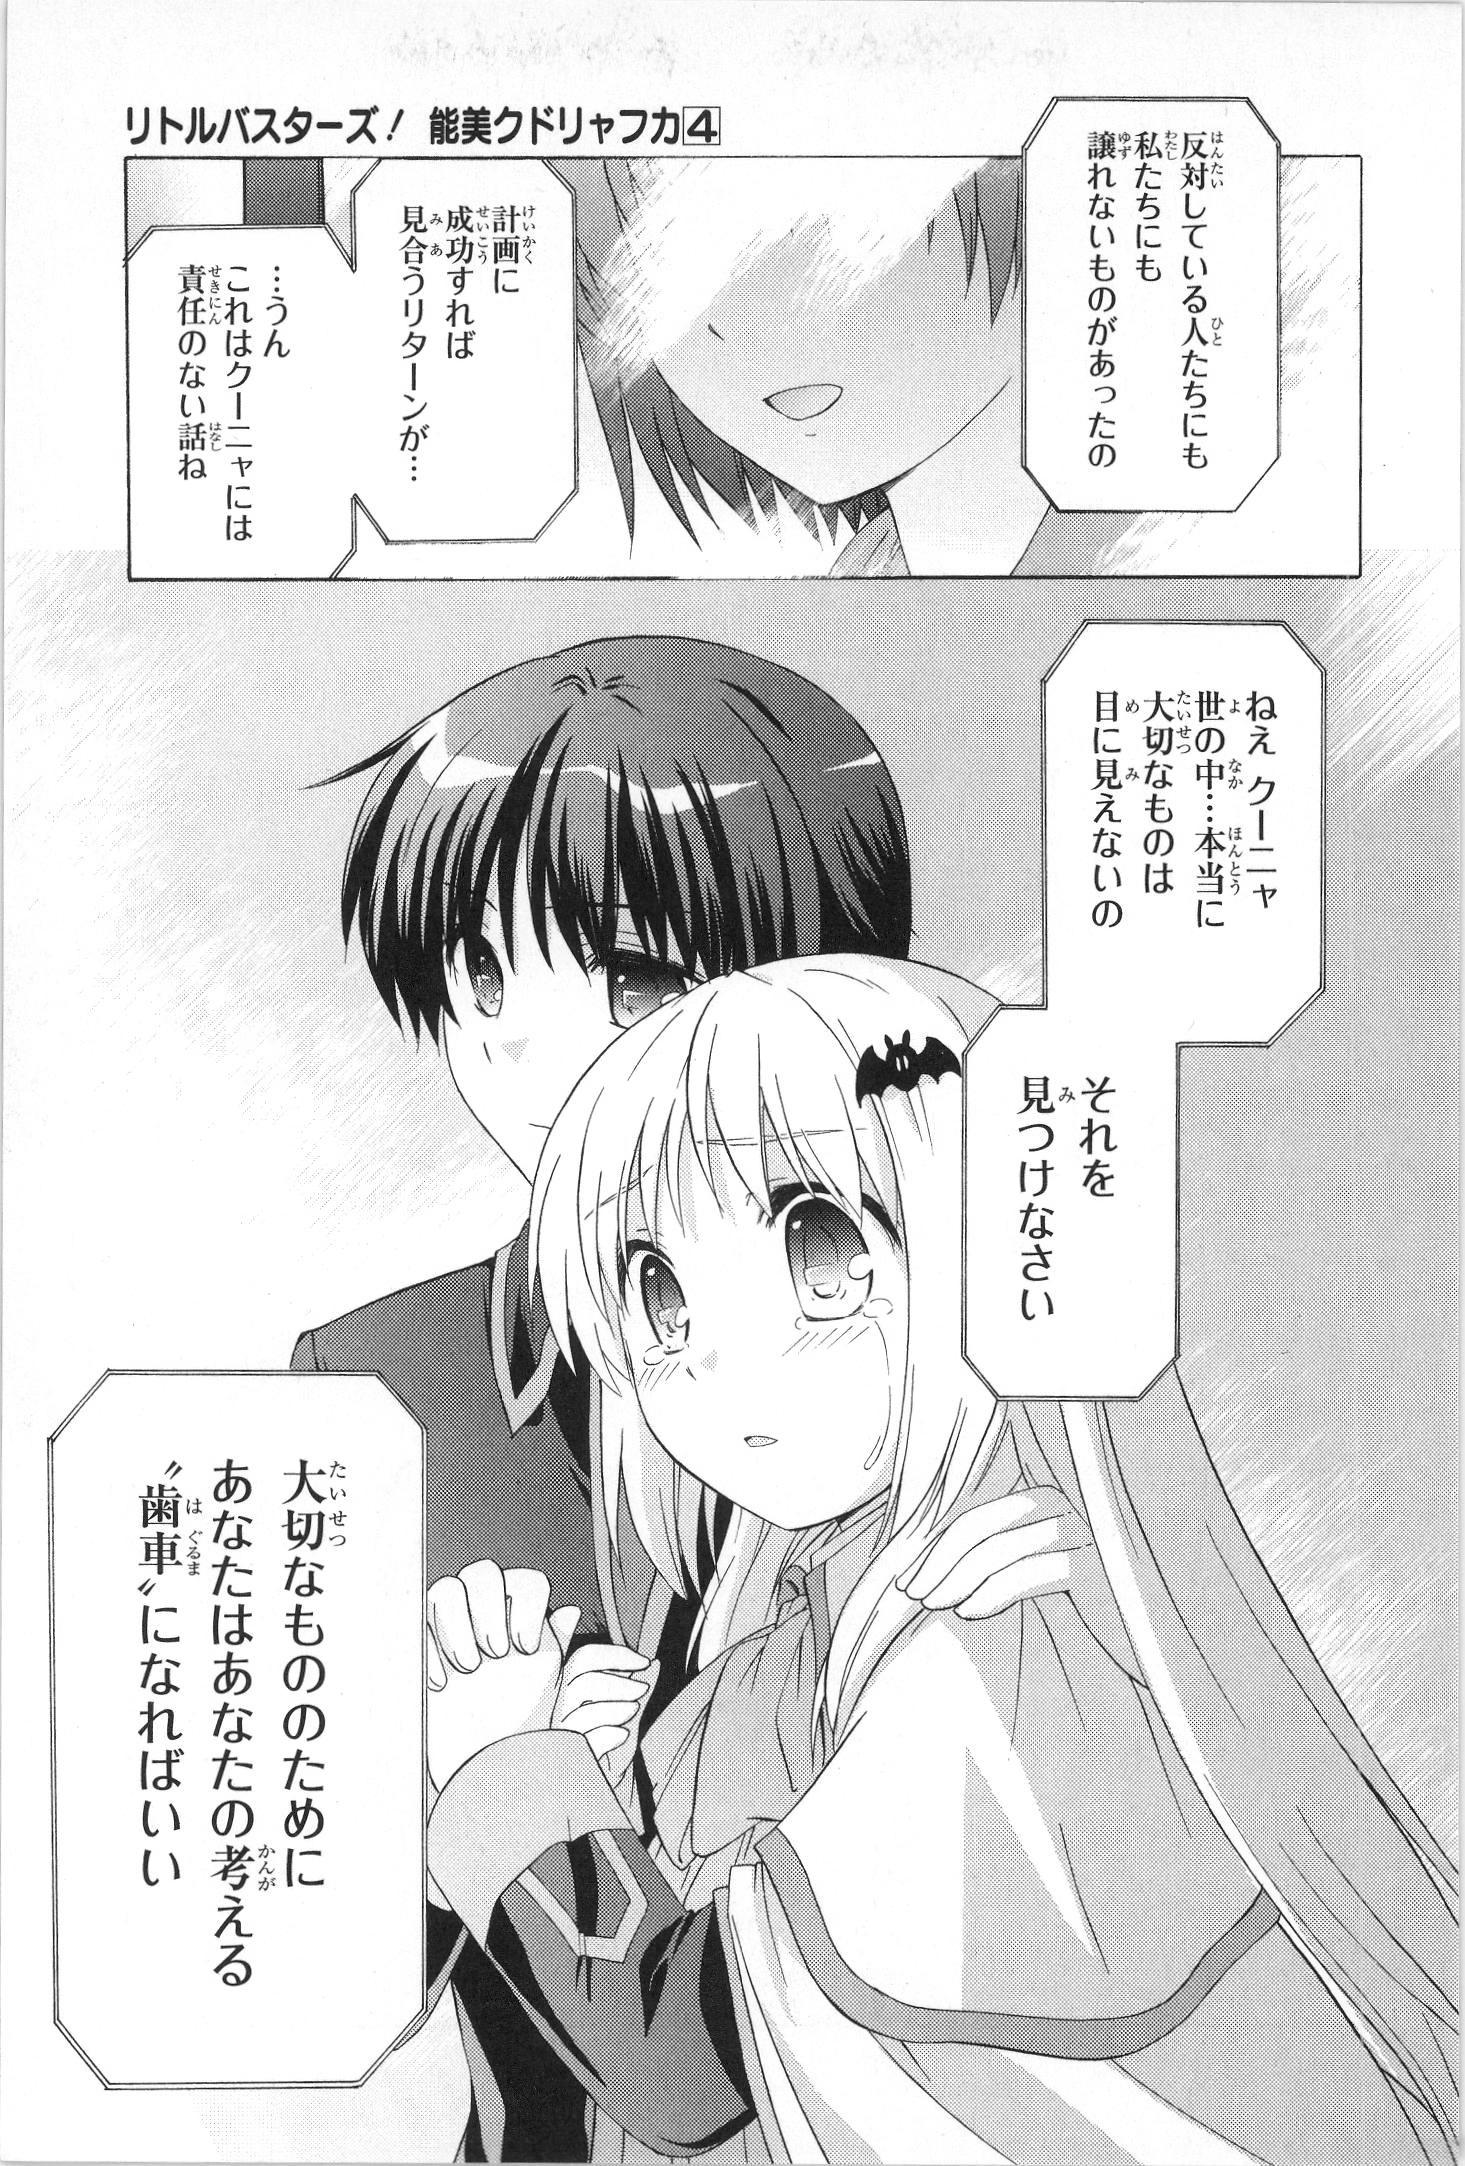 リトルバスターズ! 能美クドリャフカ4
反対している人たちにも
私たちにも
譲れないものがあったの
計画に
成功すれば
見合うリターンが…
…うん
これはクーニャには
責任のない話ね
ねえ クーニャ
世の中…本当に
大切なものは
目に見えないの
それを
見つけなさい
大切なもののために
あなたはあなたの考える
〝歯車〟になればいい